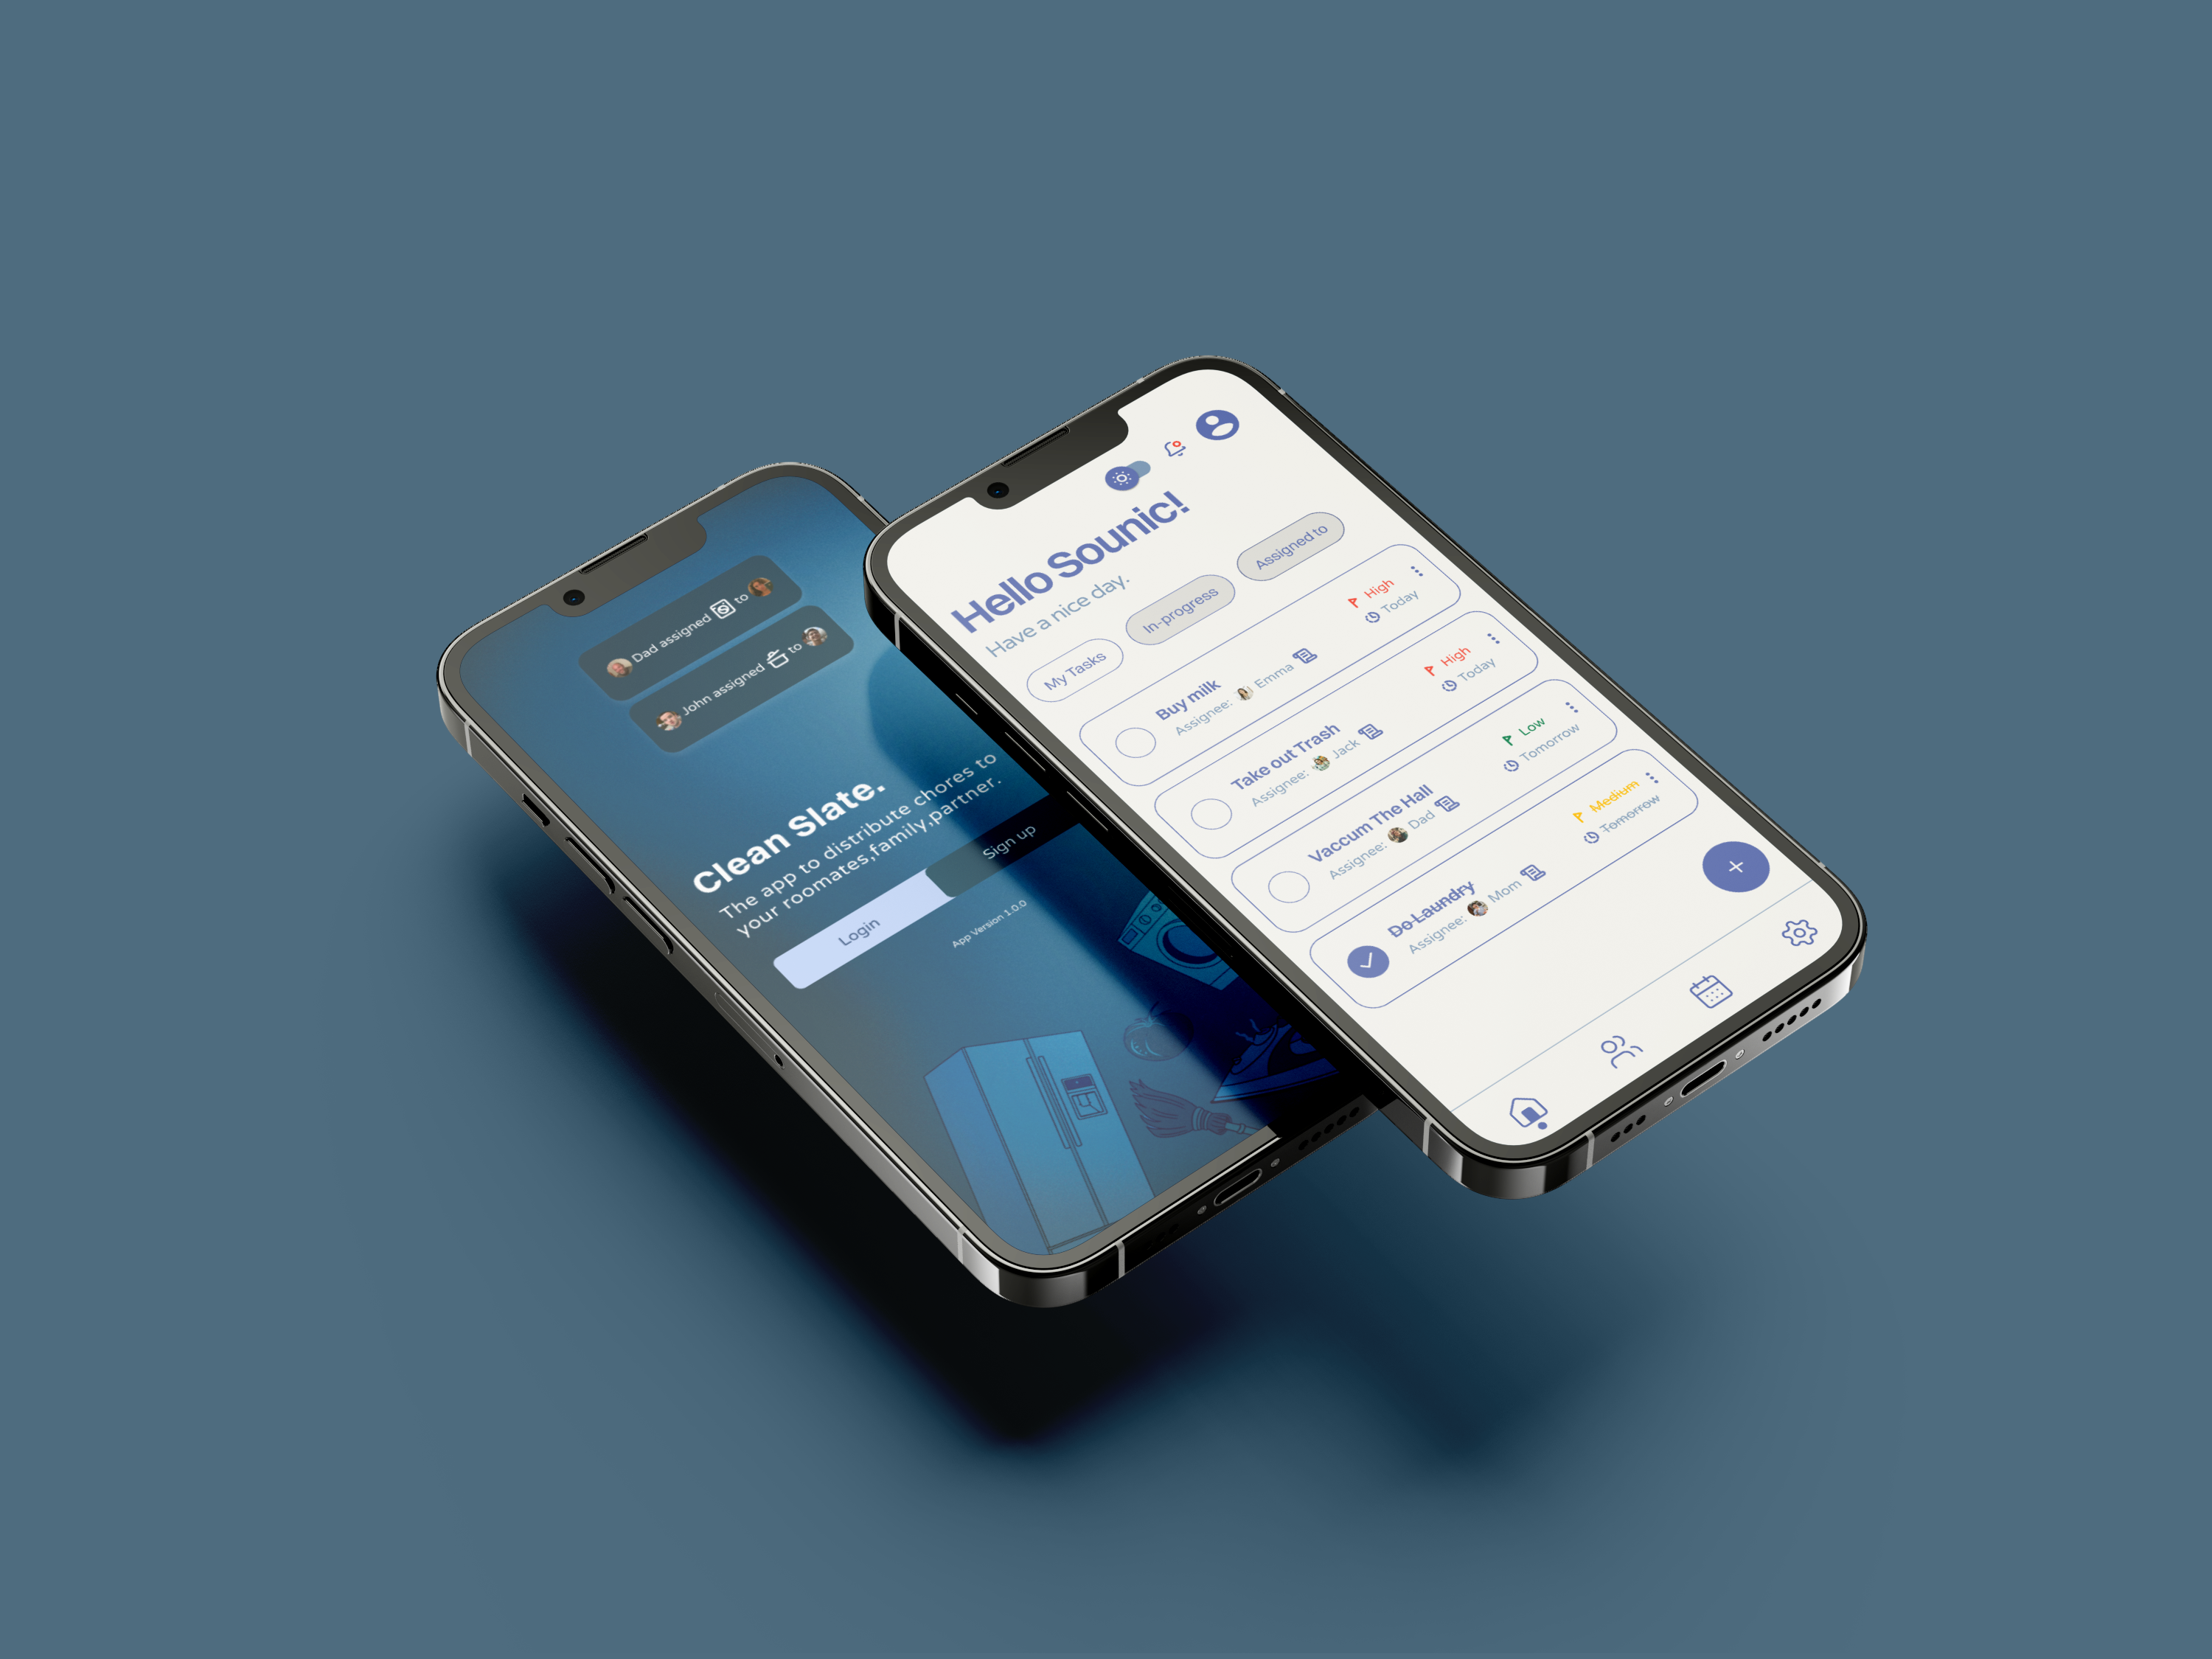 Dad assigned to
John assigned to
Clean Slate.
The app to distribute chores to
your roomates,family,partner.
Login
Sign up
App Version 1.0.0
Hello Sounic!
Have a nice day.
My Tasks
In-progress
Assigned to
Buy milk
Assignee: Emma
High
Today
Take out Trash
Assignee: Jack
High
Today
Vaccum The Hall
Assignee: Dad
Low
Tomorrow
Do Laundry
Assignee: Mom
Medium
Tomorrow